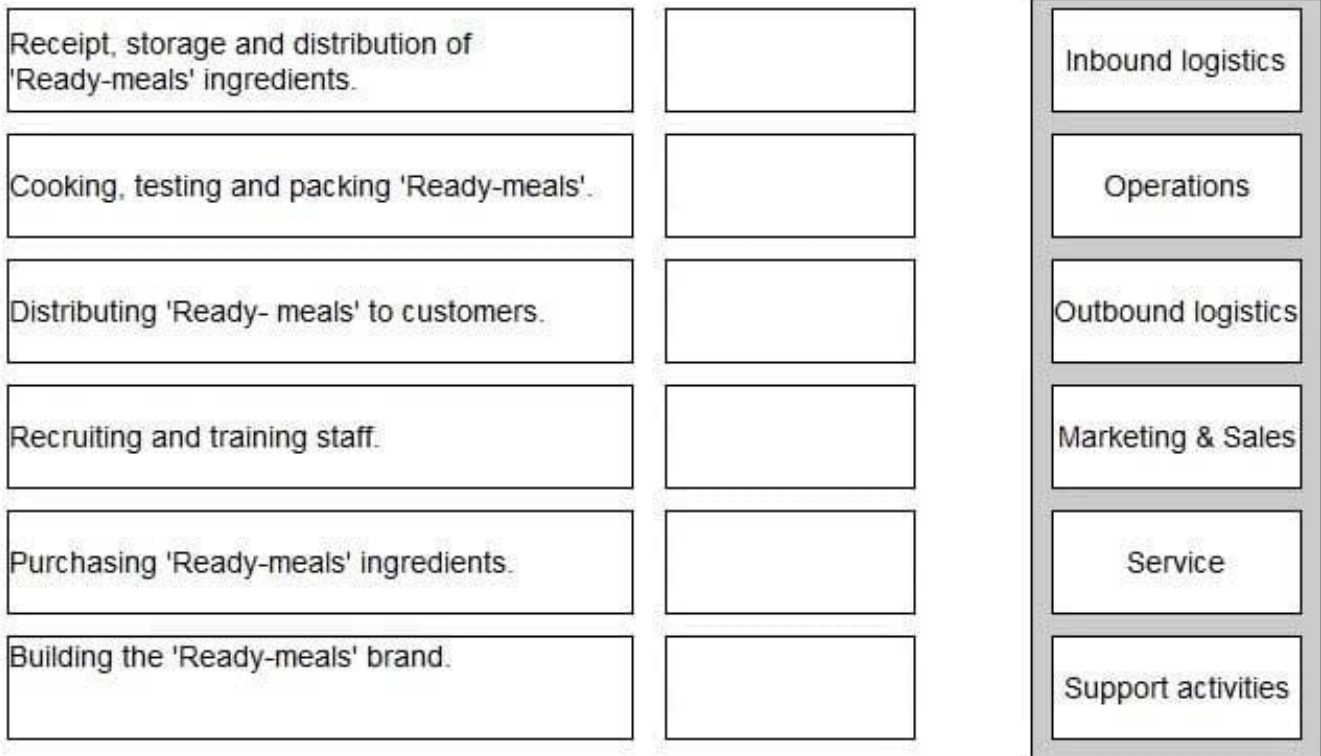 Receipt, storage and distribution of
'Ready-meals' ingredients.
Inbound logistics
Cooking, testing and packing 'Ready-meals'.
Operations
Distributing 'Ready- meals' to customers.
Outbound logistics
Recruiting and training staff.
Marketing & Sales
Purchasing 'Ready-meals' ingredients.
Service
Building the 'Ready-meals' brand.
Support activities